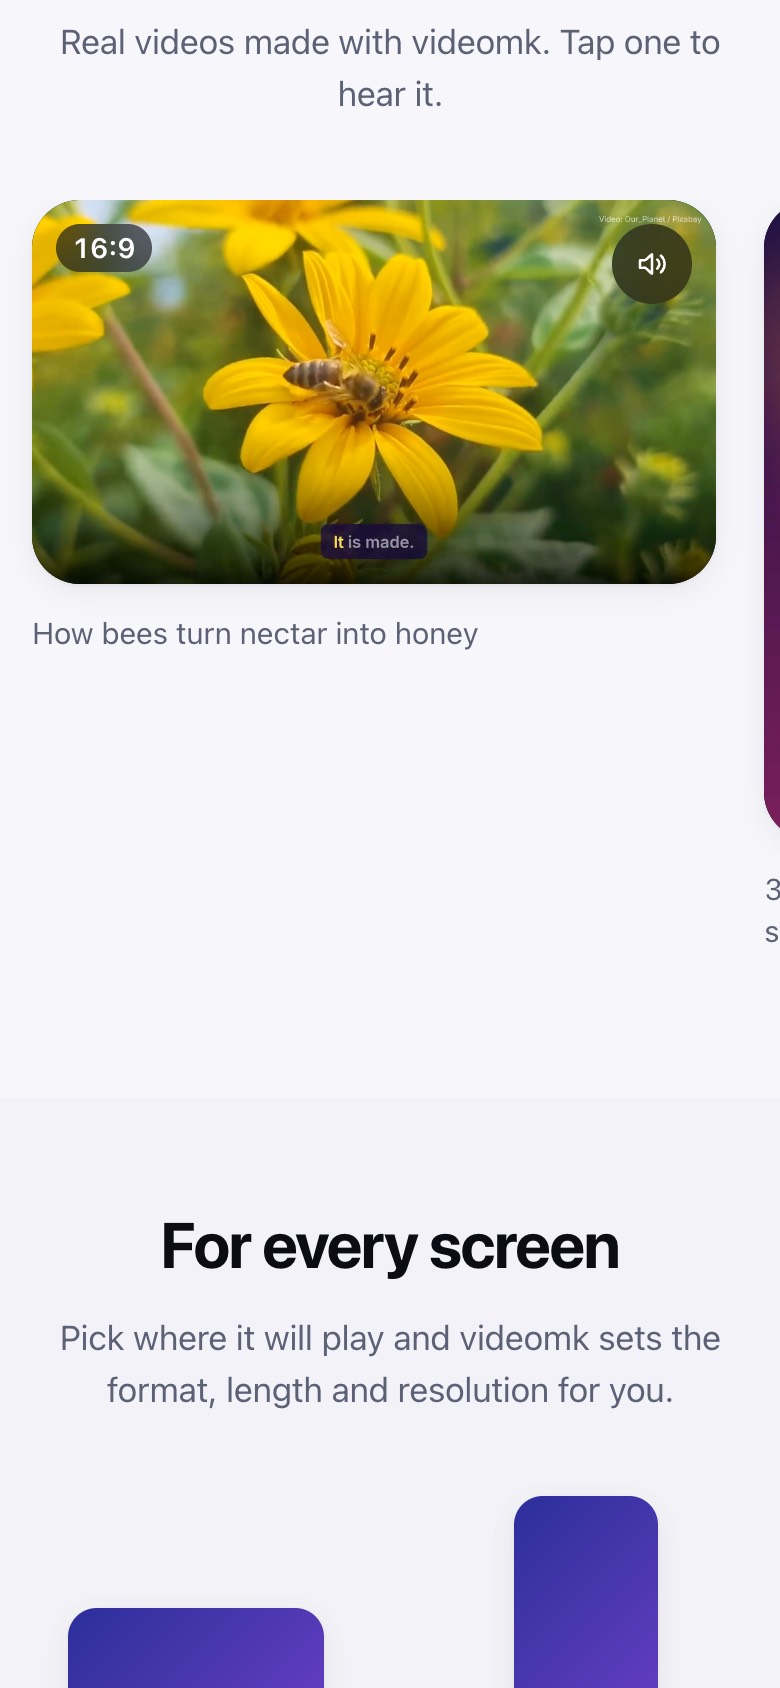 Real videos made with videomk. Tap one to
hear it.
16:9
Video: Our_Planet / Pixabay
It is made.
How bees turn nectar into honey
3
s
For every screen
Pick where it will play and videomk sets the
format, length and resolution for you.